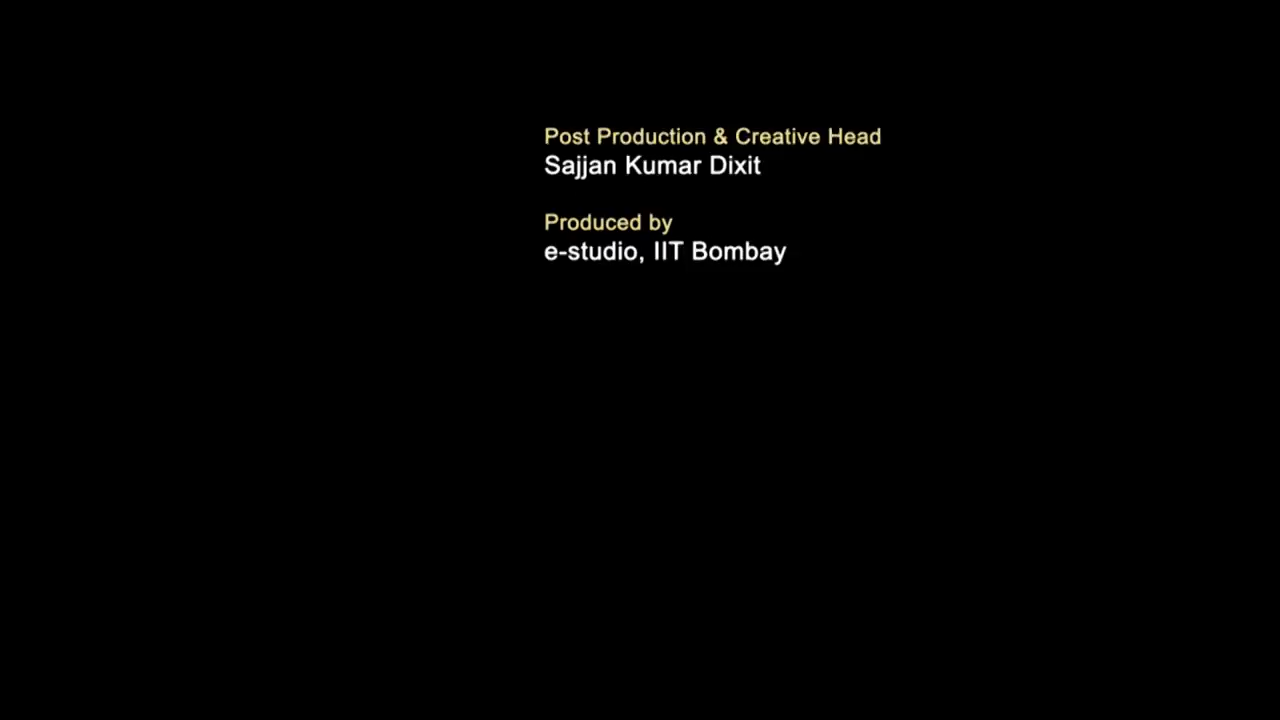 Post Production & Creative Head
Sajjan Kumar Dixit
Produced by
e-studio, IIT Bombay